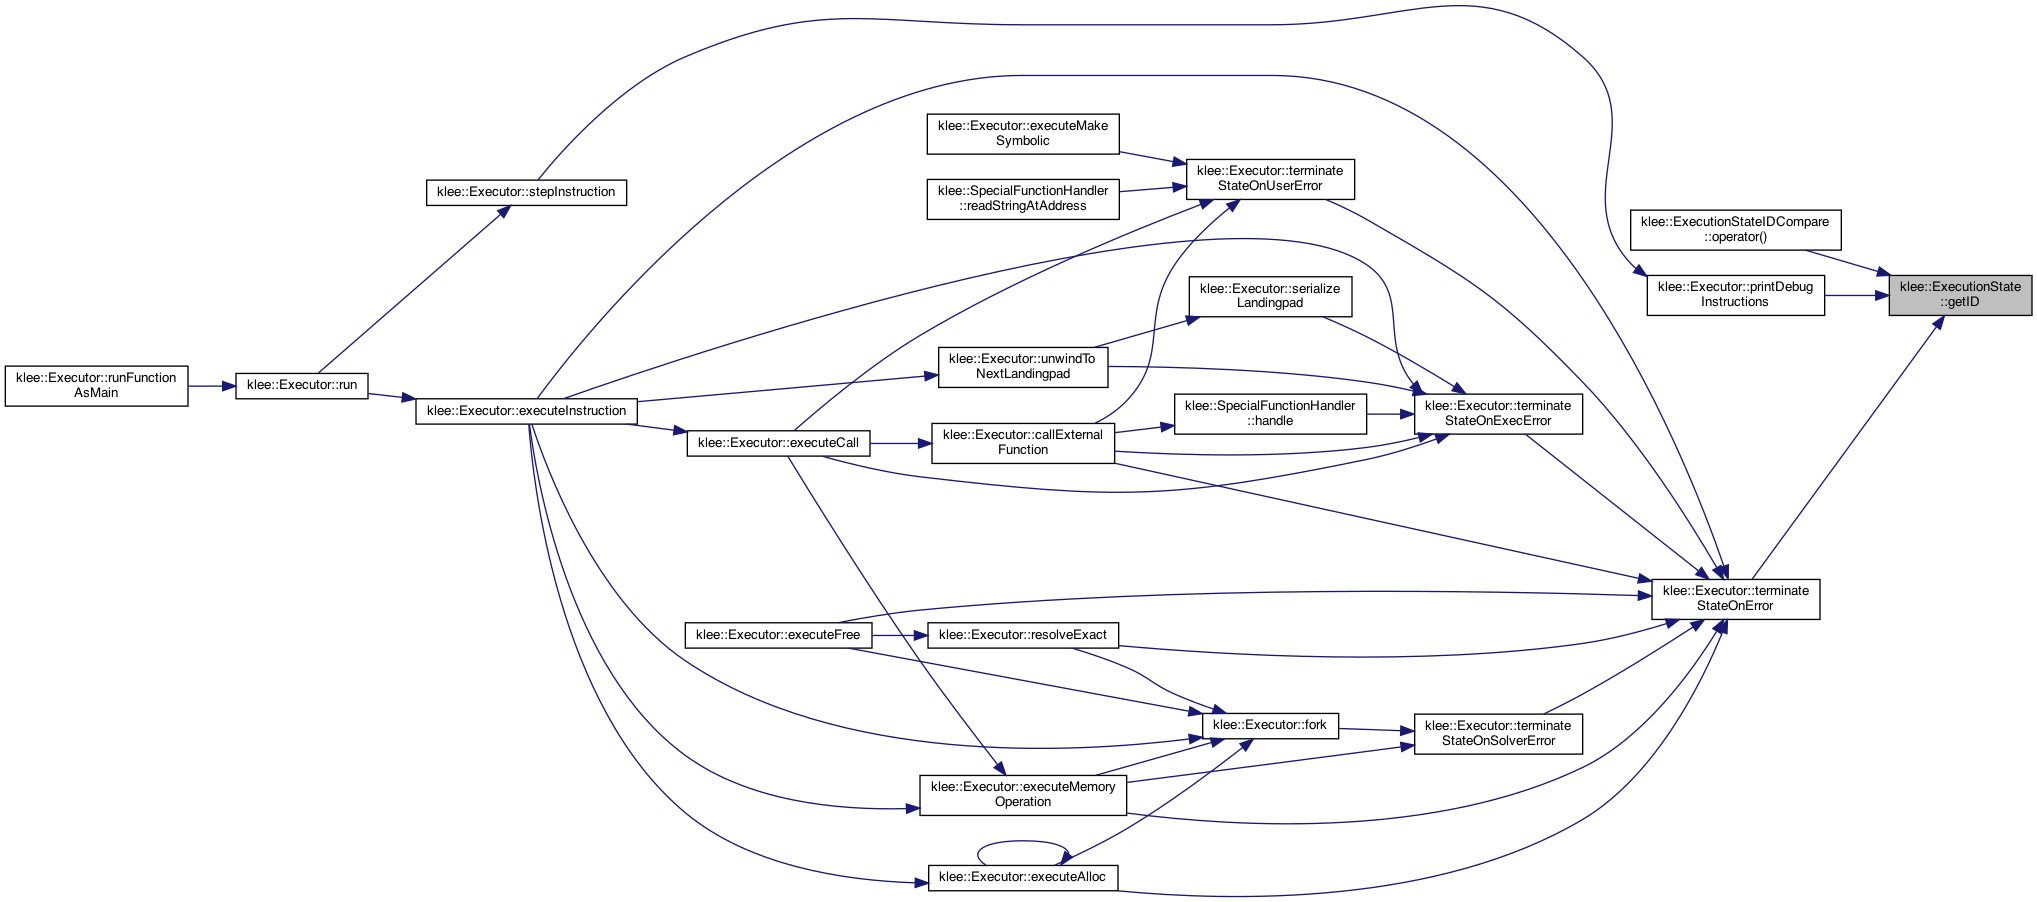 klee::Executor::runFunction
AsMain
klee::Executor::run
klee::Executor::stepInstruction
klee::Executor::executeInstruction
klee::Executor::executeCall
klee::Executor::executeFree
klee::Executor::executeMake
Symbolic
klee::SpecialFunctionHandler
::readStringAtAddress
klee::Executor::unwindTo
NextLandingpad
klee::Executor::callExternal
Function
klee::Executor::resolveExact
klee::Executor::executeMemory
Operation
klee::Executor::executeAlloc
klee::Executor::terminate
StateOnUserError
klee::Executor::serialize
Landingpad
klee::SpecialFunctionHandler
::handle
klee::Executor::fork
klee::Executor::terminate
StateOnExecError
klee::Executor::terminate
StateOnSolverError
klee::ExecutionStateIDCompare
::operator()
klee::Executor::printDebug
Instructions
klee::Executor::terminate
StateOnError
klee::ExecutionState
::getID